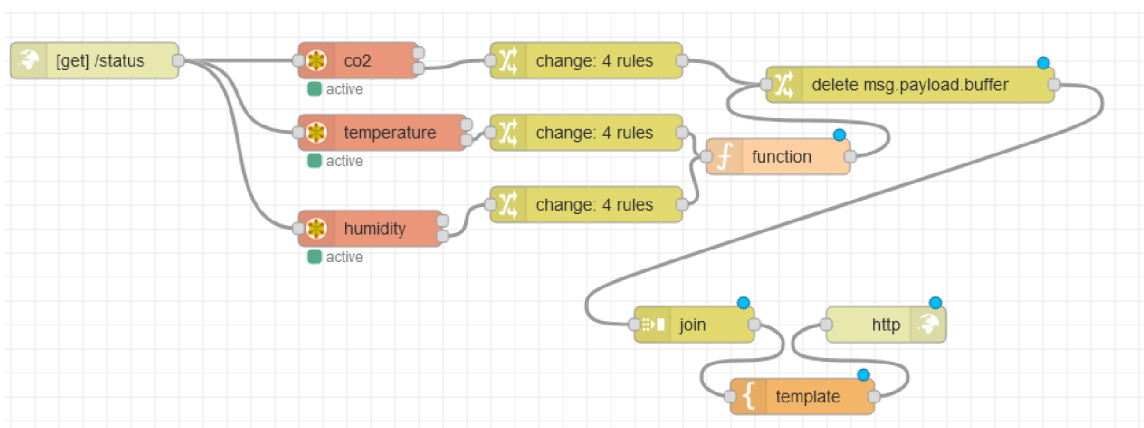 [get] /status
co2
change: 4 rules
delete msg.payload.buffer
active
temperature
change: 4 rules
function
active
change: 4 rules
humidity
active
join
http
template